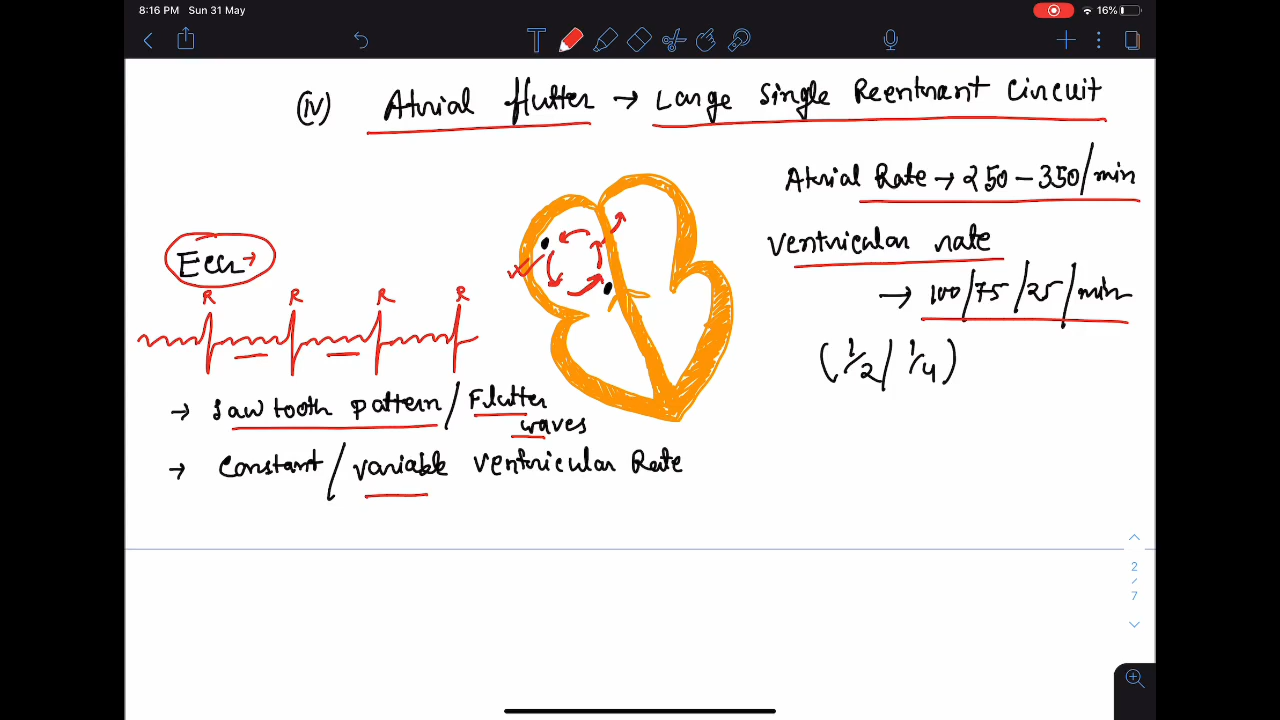 8:16 PM Sun 31 May
16%
(IV) Atrial flutter → Large Single Reentrant Circuit
Atrial Rate → 250 – 350/min
Ventricular rate
→ 100/75/25/min
(1/2 / 1/4)
ECG →
R R R R
→ Sawtooth pattern / Flutter
waves
→ Constant / variable ventricular Rate
2
/
7